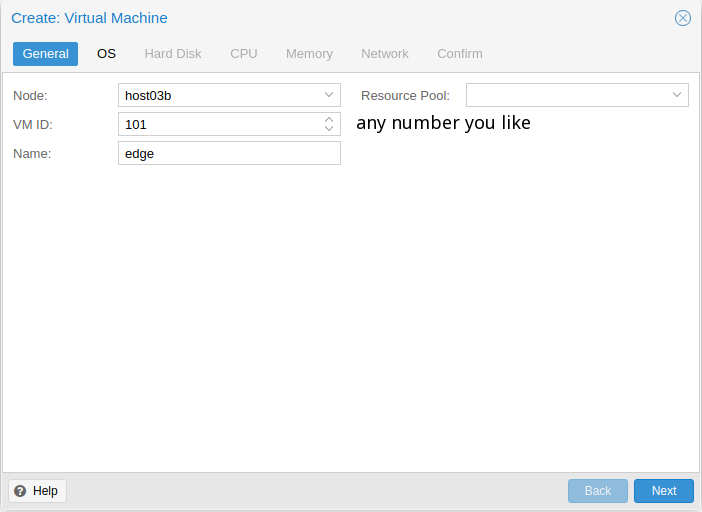 Create: Virtual Machine
General OS Hard Disk CPU Memory Network Confirm
Node: host03b Resource Pool:
VM ID: 101 any number you like
Name: edge
Help Back Next